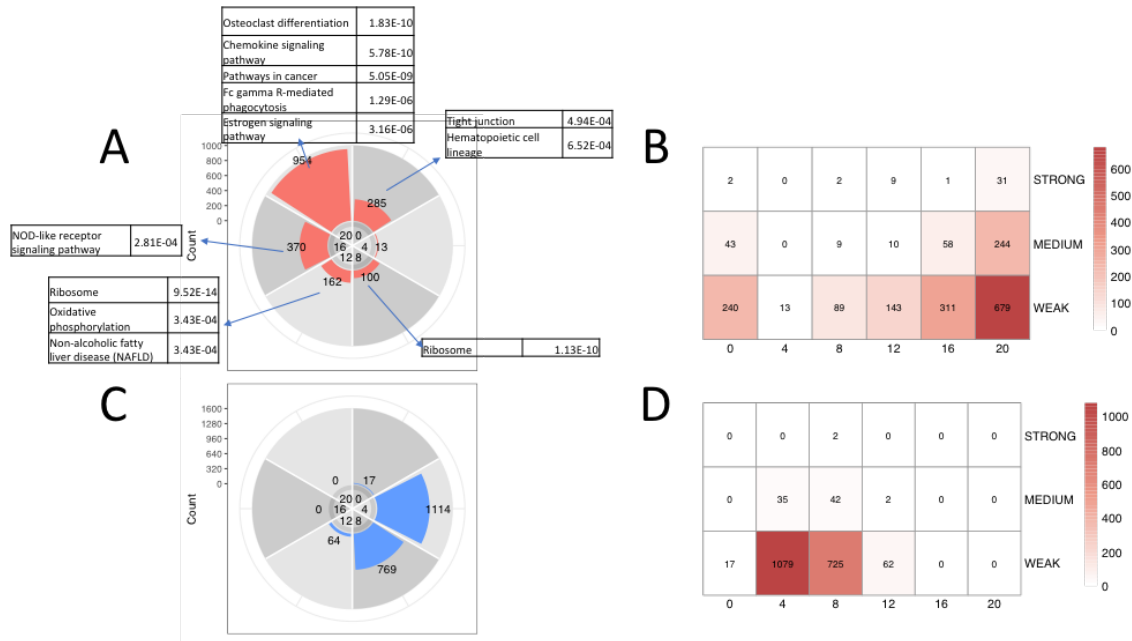 Osteoclast differentiation 1.83E-10
Chemokine signaling
pathway 5.78E-10
Pathways in cancer 5.05E-09
Fc gamma R-mediated
phagocytosis 1.29E-06
Estrogen signaling
pathway 3.16E-06
Tight junction 4.94E-04
Hematopoietic cell
lineage 6.52E-04
NOD-like receptor
signaling pathway 2.81E-04
Ribosome 9.52E-14
Oxidative
phosphorylation 3.43E-04
Non-alcoholic fatty
liver disease (NAFLD) 3.43E-04
Ribosome 1.13E-10
A
1000
800
600
400
200
0
Count
954
285
370
13
162
100
20 0
16 4
12 8
B
2 0 2 9 1 31 STRONG
43 0 9 10 58 244 MEDIUM
240 13 89 143 311 679 WEAK
0 4 8 12 16 20
600
500
400
300
200
100
0
C
1600
1280
960
640
320
0
Count
0 17
0 1114
64 769
20 0
16 4
12 8
D
0 0 2 0 0 0 STRONG
0 35 42 2 0 0 MEDIUM
17 1079 725 62 0 0 WEAK
0 4 8 12 16 20
1000
800
600
400
200
0